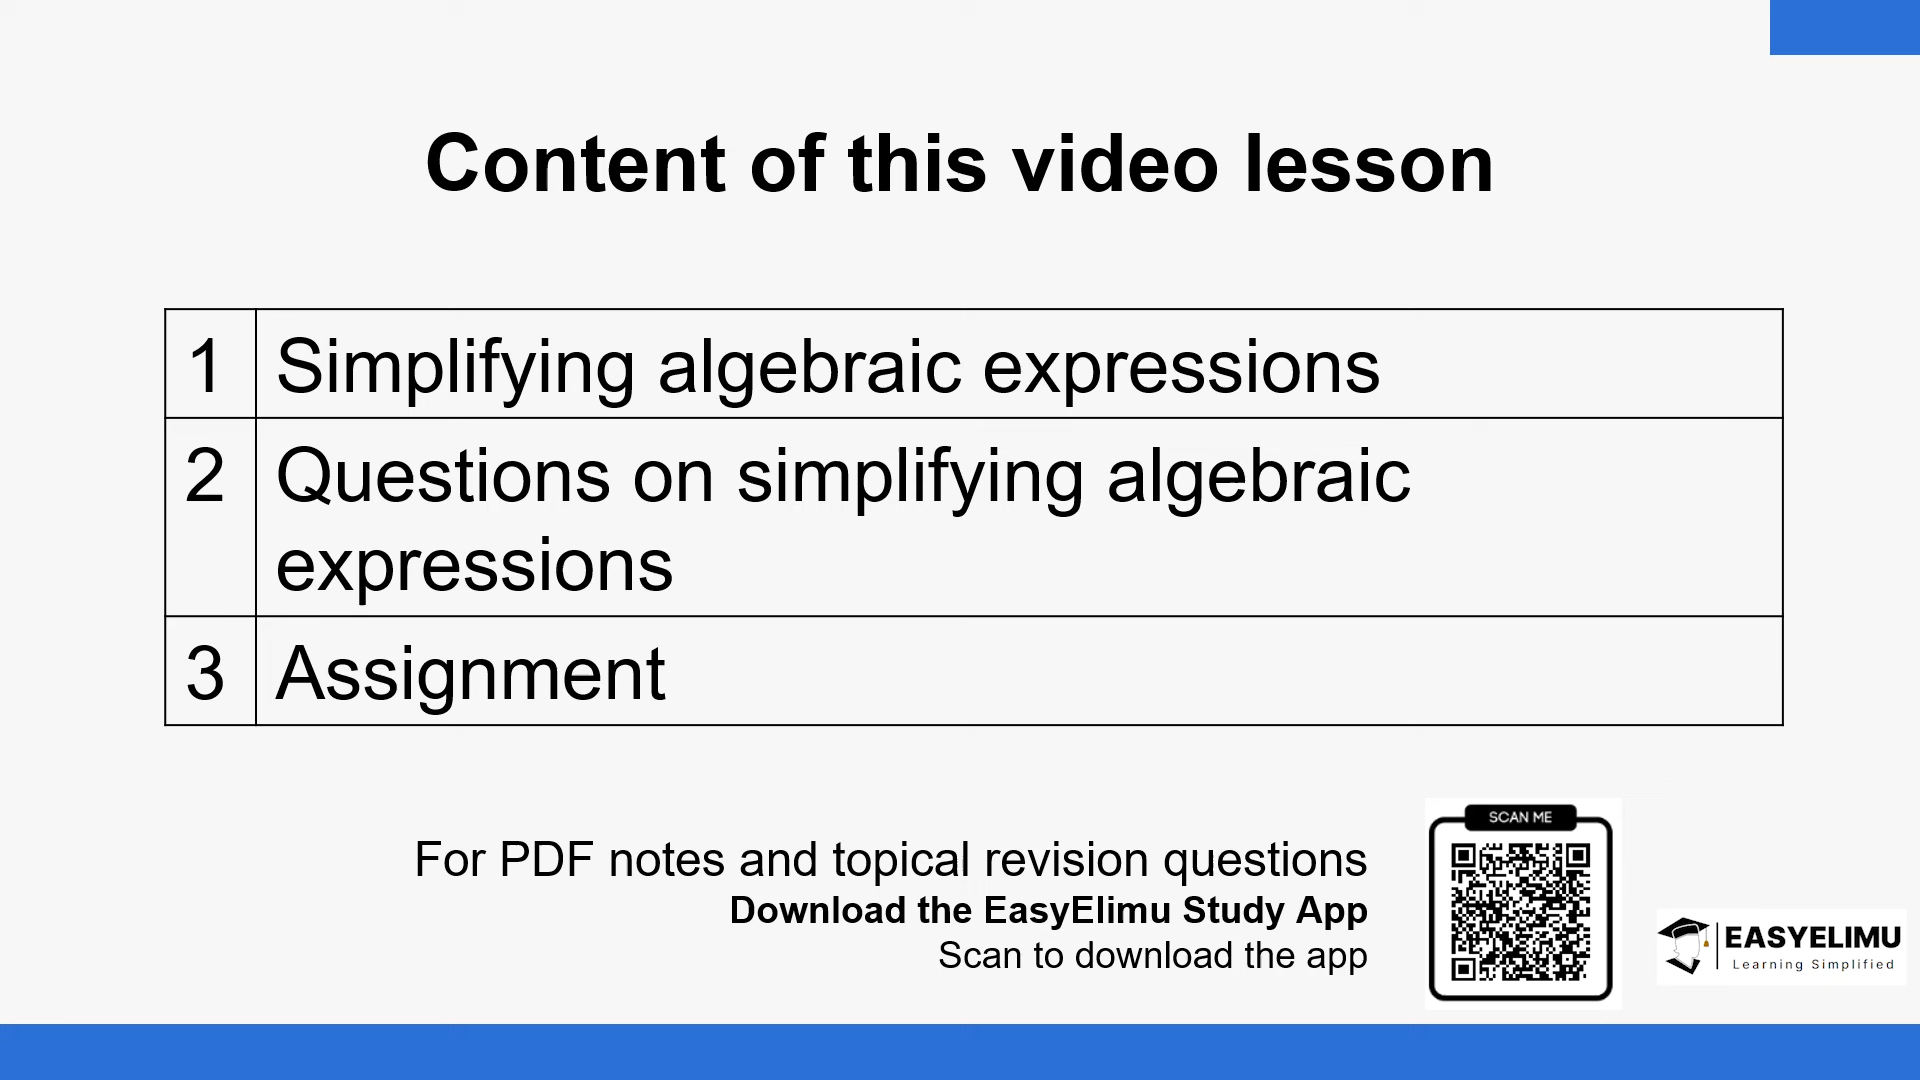 Content of this video lesson
1 Simplifying algebraic expressions
2 Questions on simplifying algebraic
expressions
3 Assignment
For PDF notes and topical revision questions
Download the EasyElimu Study App
Scan to download the app
SCAN ME
EASYELIMU
Learning Simplified